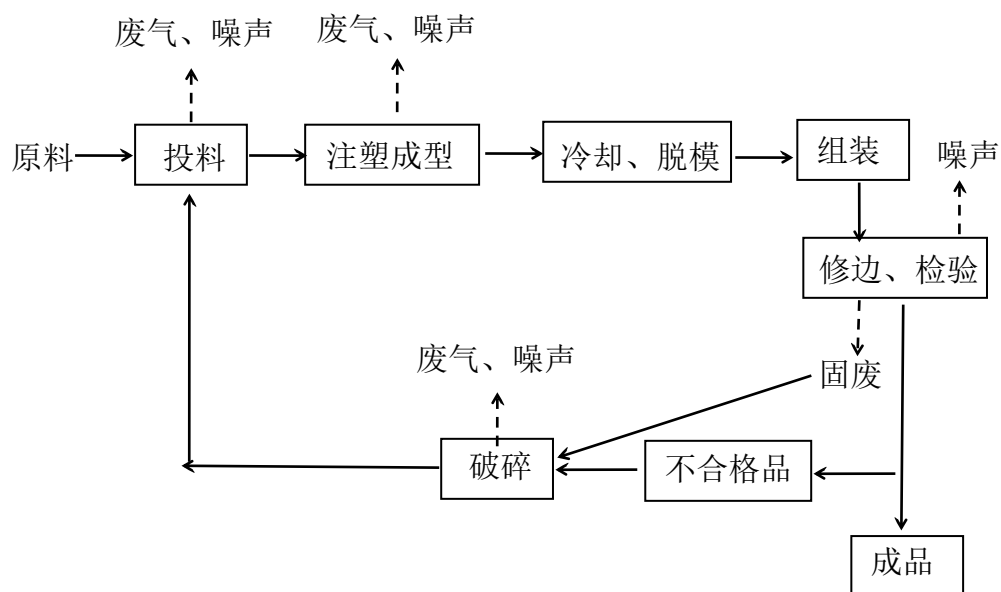 废气、噪声
废气、噪声
原料
投料
注塑成型
冷却、脱模
组装
噪声
修边、检验
废气、噪声
固废
破碎
不合格品
成品